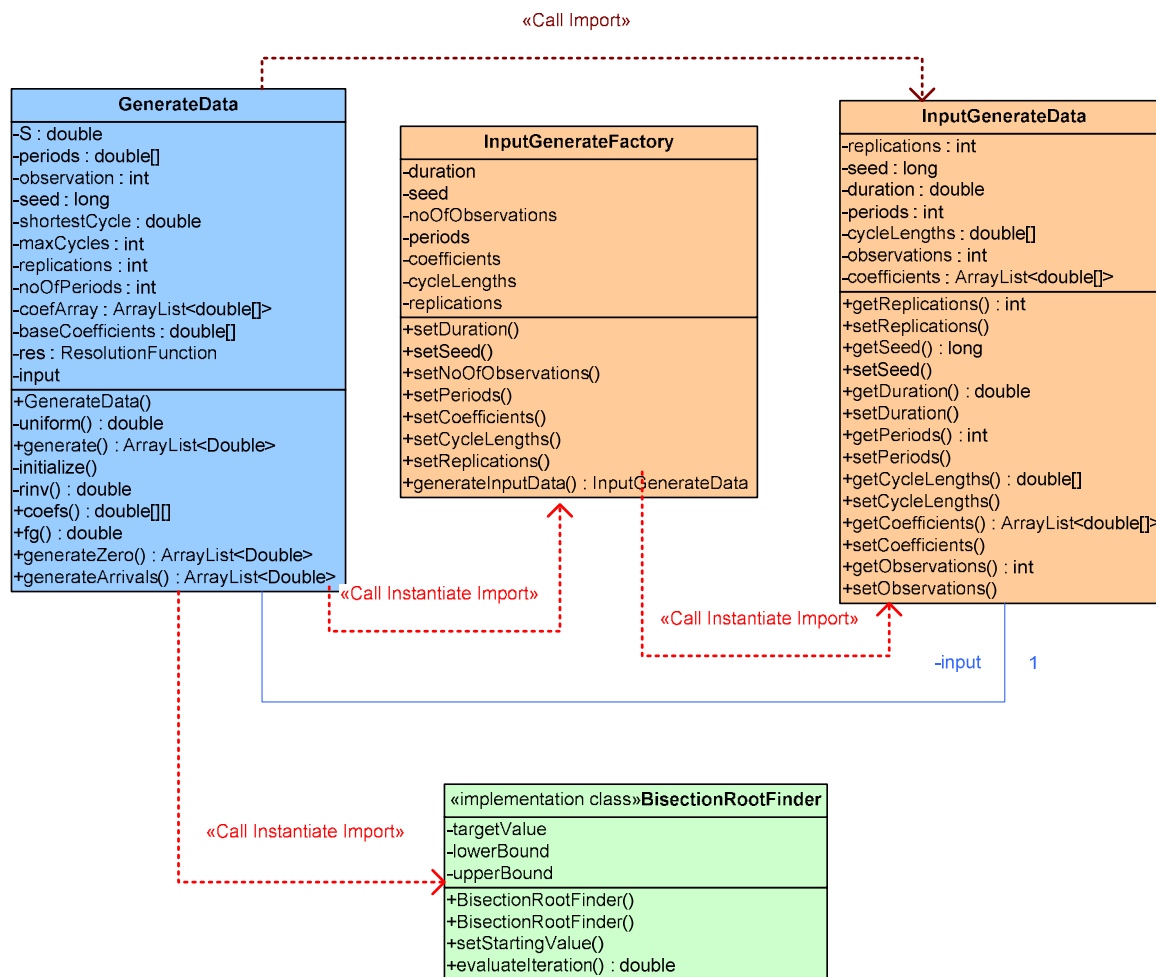 «Call Import»
GenerateData
-S : double
-periods : double[]
-observation : int
-seed : long
-shortestCycle : double
-maxCycles : int
-replications : int
-noOfPeriods : int
-coefArray : ArrayList<double[]>
-baseCoefficients : double[]
-res : ResolutionFunction
-input
+GenerateData()
-uniform() : double
+generate() : ArrayList<Double>
-initialize()
-rinv() : double
+coefs() : double[][]
+fg() : double
+generateZero() : ArrayList<Double>
+generateArrivals() : ArrayList<Double>
InputGenerateFactory
-duration
-seed
-noOfObservations
-periods
-coefficients
-cycleLengths
-replications
+setDuration()
+setSeed()
+setNoOfObservations()
+setPeriods()
+setCoefficients()
+setCycleLengths()
+setReplications()
+generateInputData() : InputGenerateData
InputGenerateData
-replications : int
-seed : long
-duration : double
-periods : int
-cycleLengths : double[]
-observations : int
-coefficients : ArrayList<double[]>
+getReplications() : int
+setReplications()
+getSeed() : long
+setSeed()
+getDuration() : double
+setDuration()
+getPeriods() : int
+setPeriods()
+getCycleLengths() : double[]
+setCycleLengths()
+getCoefficients() : ArrayList<double[]>
+setCoefficients()
+getObservations() : int
+setObservations()
«Call Instantiate Import»
«Call Instantiate Import»
-input 1
«Call Instantiate Import»
«implementation class»BisectionRootFinder
-targetValue
-lowerBound
-upperBound
+BisectionRootFinder()
+BisectionRootFinder()
+setStartingValue()
+evaluateIteration() : double